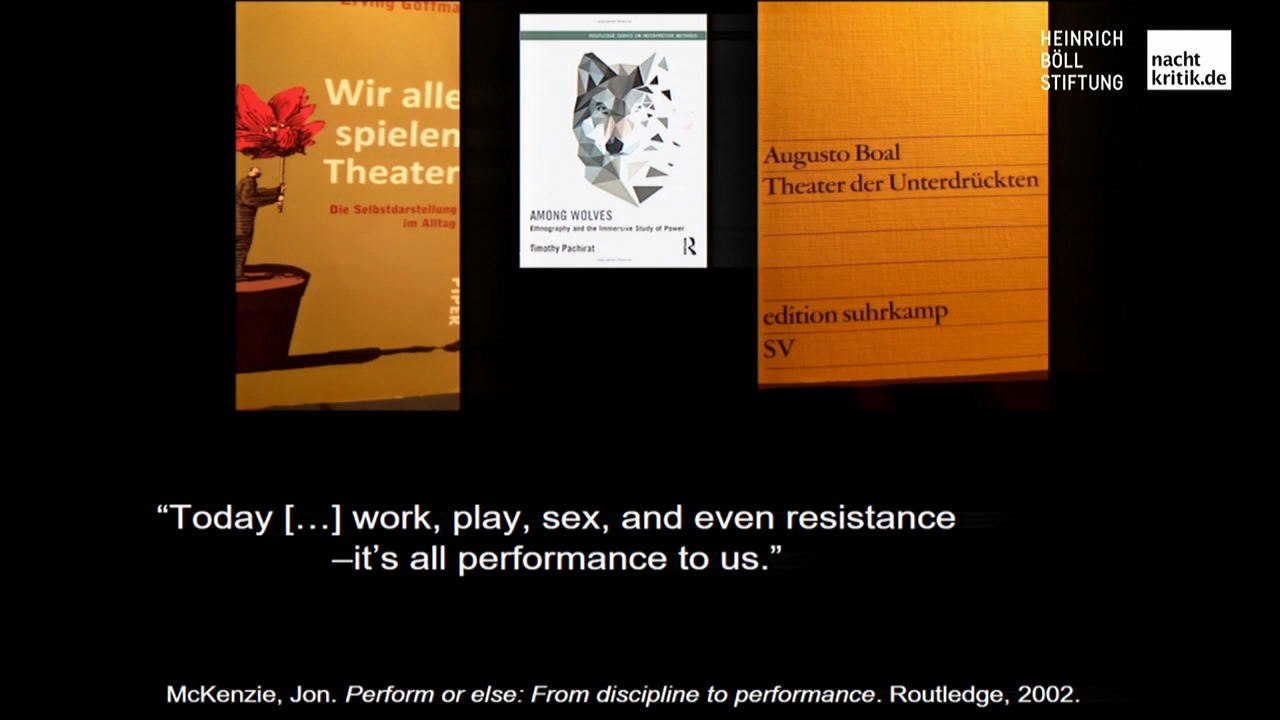 Erving Goffma
Wir alle
spielen
Theater
Die Selbstdarstellung
im Alltag
PIPER
ROUTLEDGE SERIES ON INTERPRETIVE METHODS
AMONG WOLVES
Ethnography and the Immersive Study of Power
Timothy Pachirat
R
Augusto Boal
Theater der Unterdrückten
edition suhrkamp
SV
HEINRICH
BÖLL
STIFTUNG
nacht
kritik.de
“Today […] work, play, sex, and even resistance
–it’s all performance to us.”
McKenzie, Jon. Perform or else: From discipline to performance. Routledge, 2002.